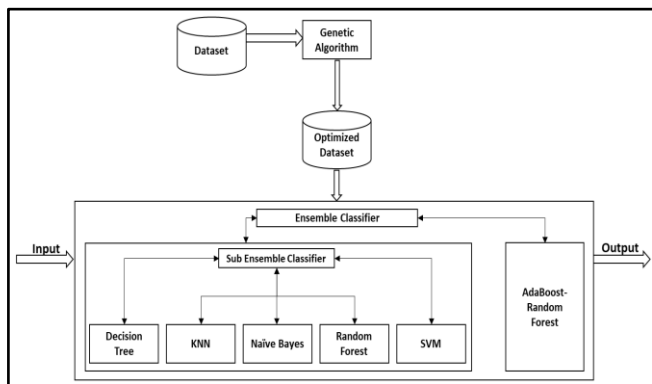 Dataset
Genetic
Algorithm
Optimized
Dataset
Ensemble Classifier
Input
Output
Sub Ensemble Classifier
AdaBoost-
Random
Forest
Decision
Tree
KNN
Naïve Bayes
Random
Forest
SVM